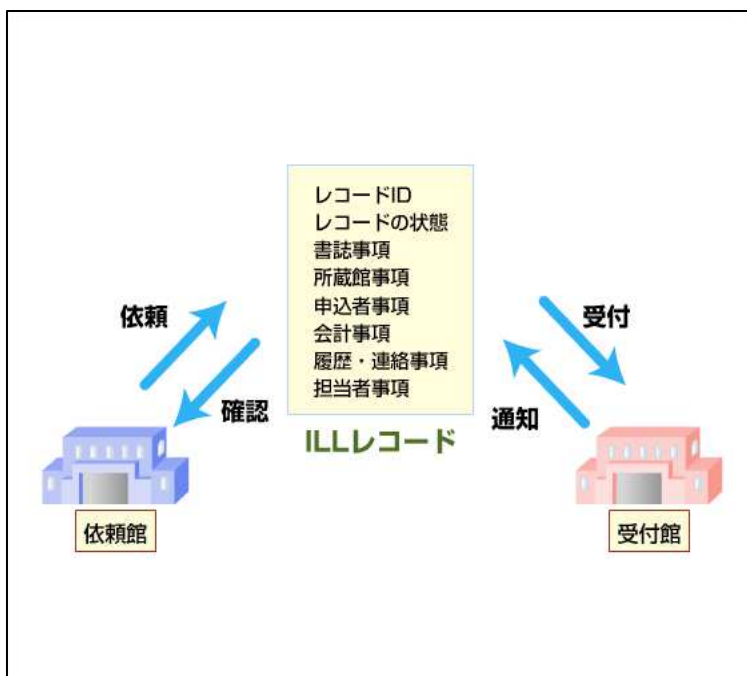 レコードID
レコードの状態
書誌事項
所蔵館事項
申込者事項
会計事項
履歴・連絡事項
担当者事項
ILLレコード
依頼
確認
受付
通知
依頼館
受付館